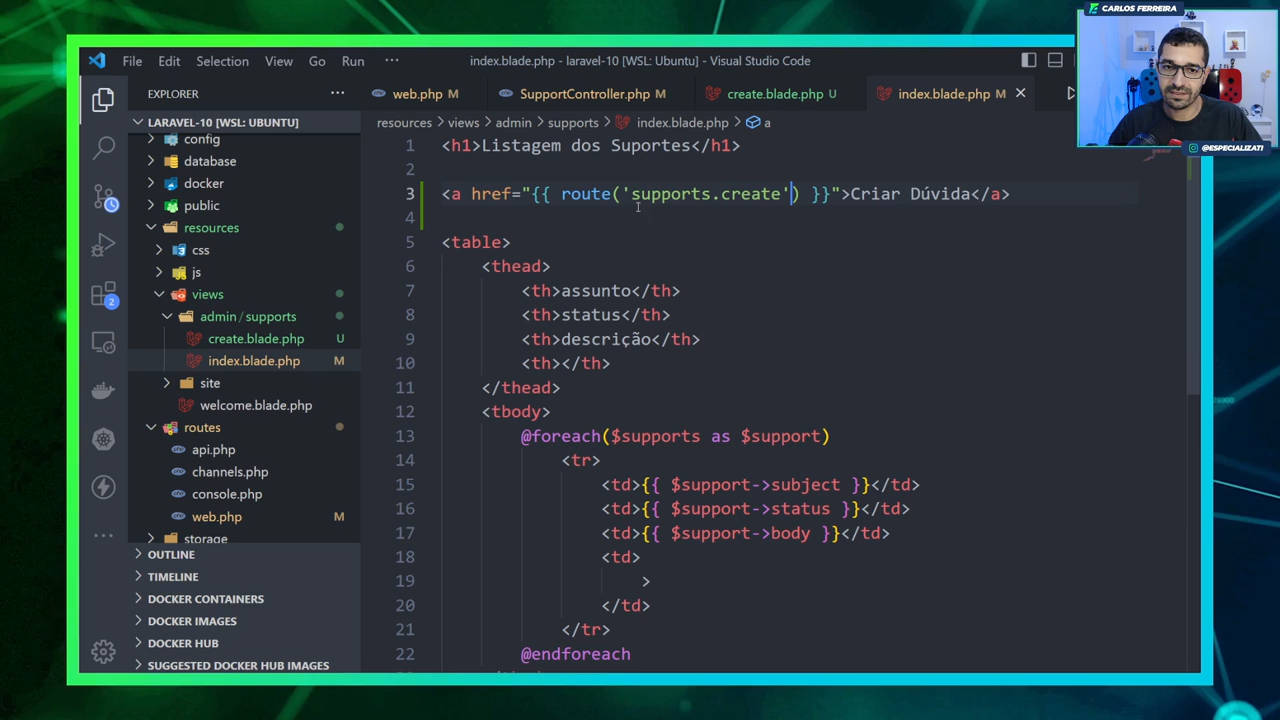 CARLOS FERREIRA
@ESPECIALIZATI
File Edit Selection View Go Run ···
index.blade.php - laravel-10 [WSL: Ubuntu] - Visual Studio Code
EXPLORER ···
web.php M
SupportController.php M
create.blade.php U
index.blade.php M
LARAVEL-10 [WSL: UBUNTU]
config
database
docker
public
resources
css
js
views
admin / supports
create.blade.php U
index.blade.php M
site
welcome.blade.php
routes
api.php
channels.php
console.php
web.php M
storage
OUTLINE
TIMELINE
DOCKER CONTAINERS
DOCKER IMAGES
DOCKER HUB
SUGGESTED DOCKER HUB IMAGES
2
resources > views > admin > supports > index.blade.php > a
1 <h1>Listagem dos Suportes</h1>
2
3 <a href="{{ route('supports.create') }}">Criar Dúvida</a>
4
5 <table>
6 <thead>
7 <th>assunto</th>
8 <th>status</th>
9 <th>descrição</th>
10 <th></th>
11 </thead>
12 <tbody>
13 @foreach($supports as $support)
14 <tr>
15 <td>{{ $support->subject }}</td>
16 <td>{{ $support->status }}</td>
17 <td>{{ $support->body }}</td>
18 <td>
19 >
20 </td>
21 </tr>
22 @endforeach